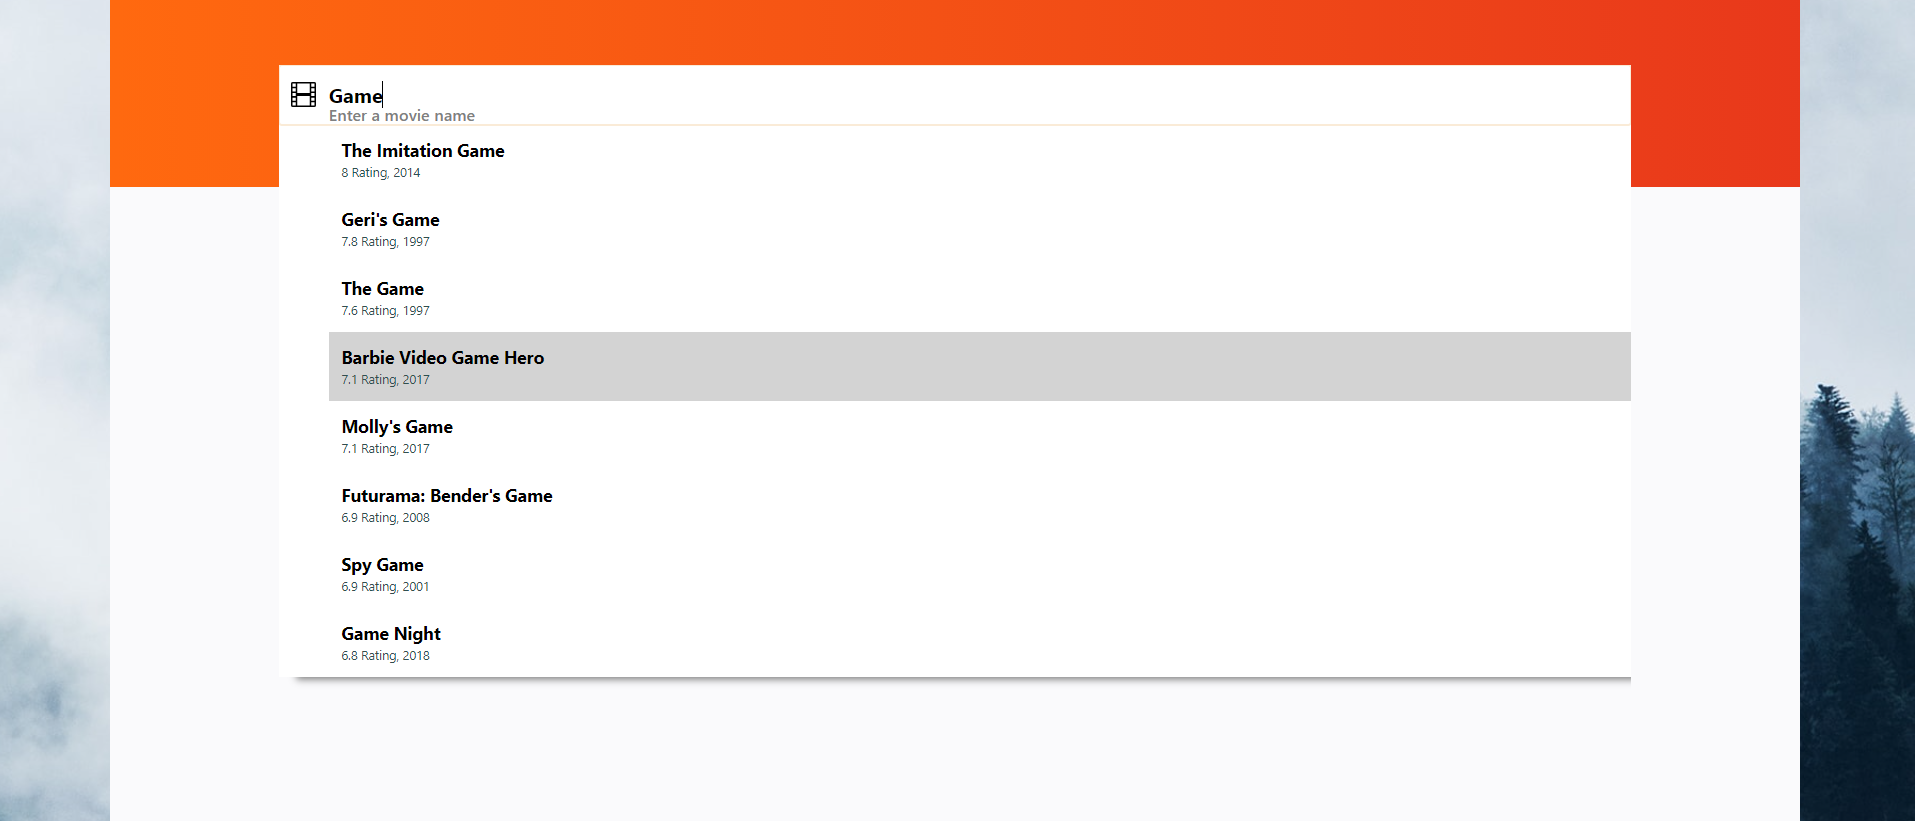 Game
Enter a movie name
The Imitation Game
8 Rating, 2014
Geri's Game
7.8 Rating, 1997
The Game
7.6 Rating, 1997
Barbie Video Game Hero
7.1 Rating, 2017
Molly's Game
7.1 Rating, 2017
Futurama: Bender's Game
6.9 Rating, 2008
Spy Game
6.9 Rating, 2001
Game Night
6.8 Rating, 2018